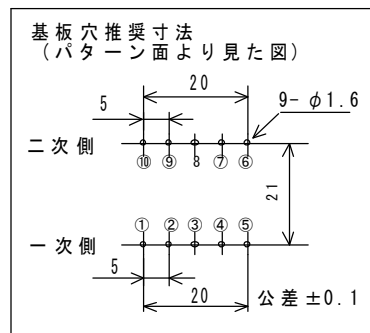 基板穴推奨寸法
(パターン面より見た図)
20
5
9-φ1.6
二次側
⑩ ⑨ 8 ⑦ ⑥
21
① ② ③ ④ ⑤
一次側
5
20
公差±0.1